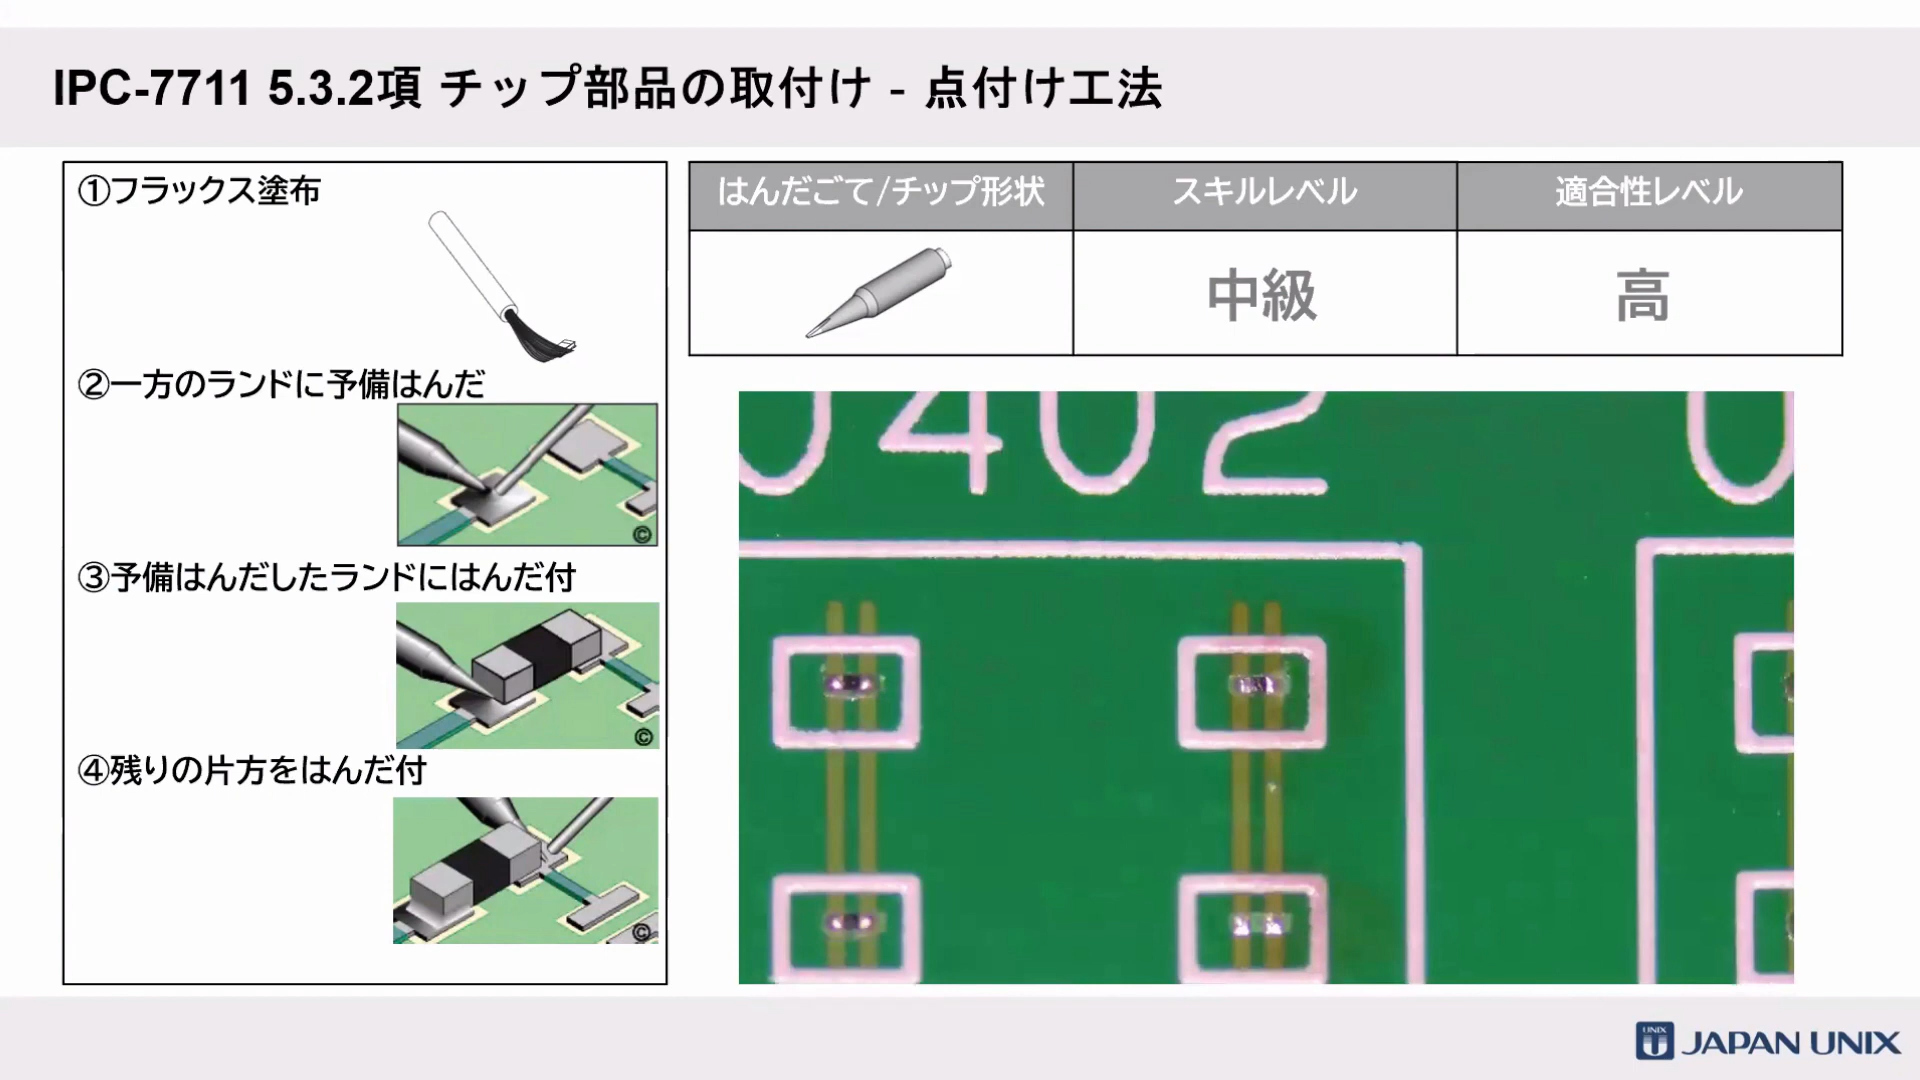 IPC-7711 5.3.2項 チップ部品の取付け - 点付け工法
①フラックス塗布
②一方のランドに予備はんだ
©
③予備はんだしたランドにはんだ付
©
④残りの片方をはんだ付
©
はんだごて/チップ形状
スキルレベル
適合性レベル
中級
高
0402
0
UNIX
JAPAN UNIX